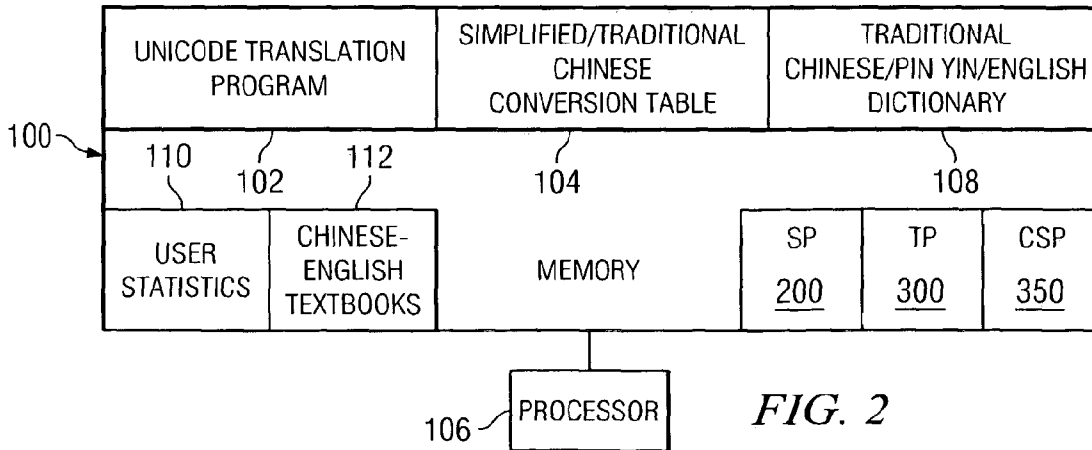 UNICODE TRANSLATION
PROGRAM
SIMPLIFIED/TRADITIONAL
CHINESE
CONVERSION TABLE
TRADITIONAL
CHINESE/PIN YIN/ENGLISH
DICTIONARY
100
110
102
112
104
108
USER
STATISTICS
CHINESE-
ENGLISH
TEXTBOOKS
MEMORY
SP
200
TP
300
CSP
350
106
PROCESSOR
FIG. 2